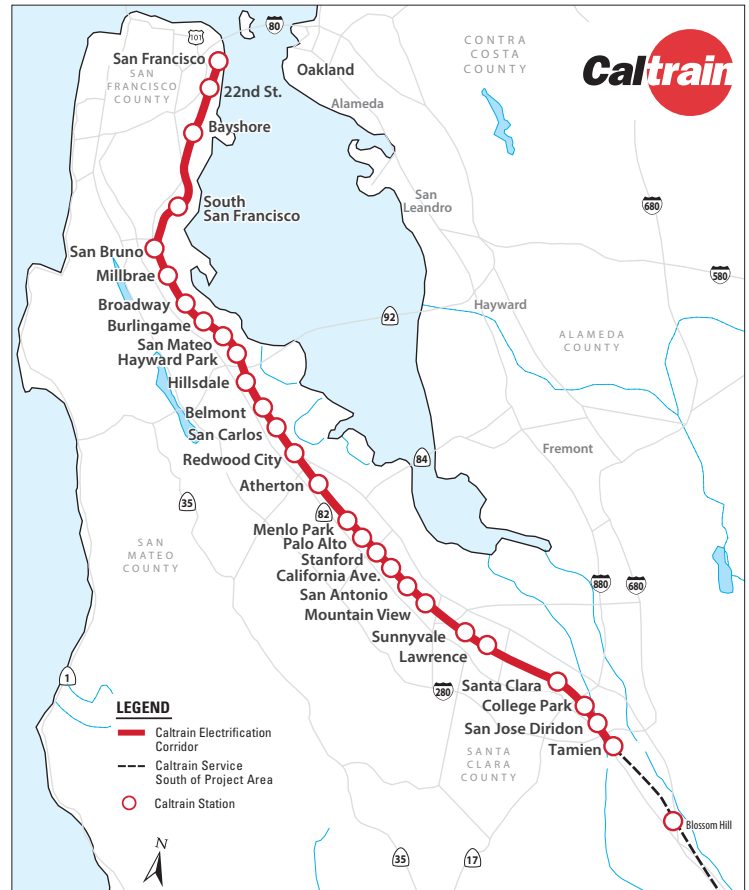 101
80
San Francisco
SAN
FRANCISCO
COUNTY
Oakland
CONTRA
COSTA
COUNTY
Caltrain
22nd St.
Alameda
Bayshore
San
Leandro
680
South
San Francisco
San Bruno
Millbrae
580
Broadway
Hayward
92
Burlingame
San Mateo
Hayward Park
ALAMEDA
COUNTY
Hillsdale
Belmont
San Carlos
Redwood City
84
Fremont
Atherton
35
82
Menlo Park
Palo Alto
Stanford
California Ave.
San Antonio
Mountain View
SAN
MATEO
COUNTY
880
680
Sunnyvale
Lawrence
1
280
Santa Clara
College Park
San Jose Diridon
Tamien
SANTA
CLARA
COUNTY
LEGEND
Caltrain Electrification
Corridor
Caltrain Service
South of Project Area
Caltrain Station
Blossom Hill
N
35
17